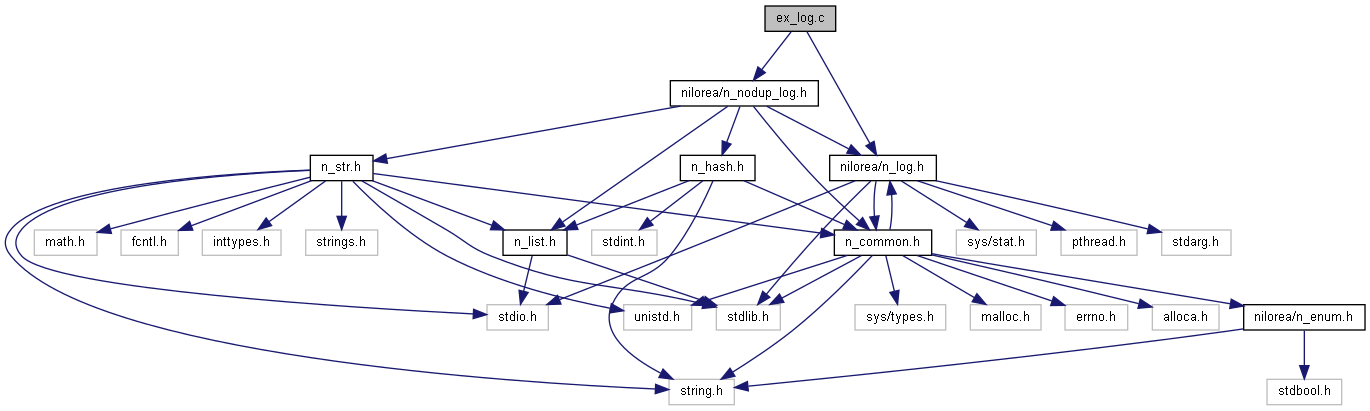 ex_log.c
nilorea/n_nodup_log.h
n_str.h
n_hash.h
nilorea/n_log.h
math.h
fcntl.h
inttypes.h
strings.h
n_list.h
stdint.h
n_common.h
sys/stat.h
pthread.h
stdarg.h
stdio.h
unistd.h
stdlib.h
sys/types.h
malloc.h
errno.h
alloca.h
nilorea/n_enum.h
string.h
stdbool.h